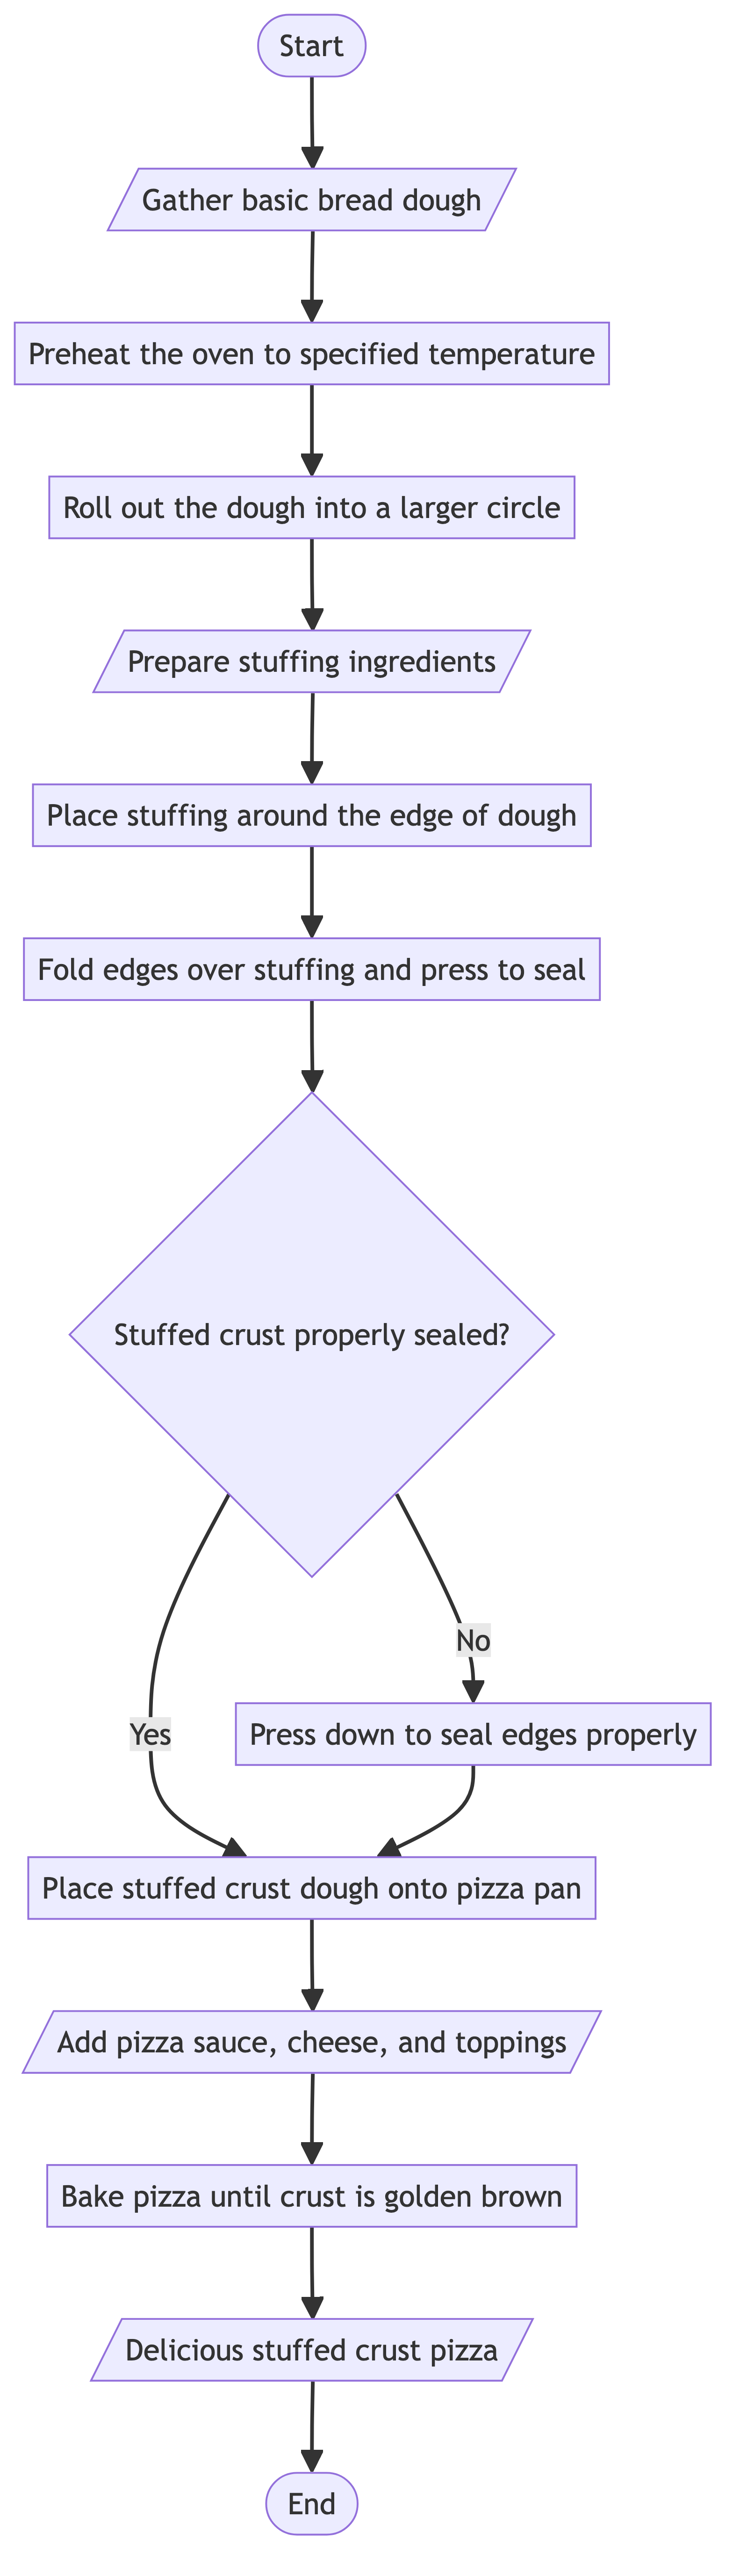 Start
Gather basic bread dough
Preheat the oven to specified temperature
Roll out the dough into a larger circle
Prepare stuffing ingredients
Place stuffing around the edge of dough
Fold edges over stuffing and press to seal
Stuffed crust properly sealed?
No
Yes
Press down to seal edges properly
Place stuffed crust dough onto pizza pan
Add pizza sauce, cheese, and toppings
Bake pizza until crust is golden brown
Delicious stuffed crust pizza
End